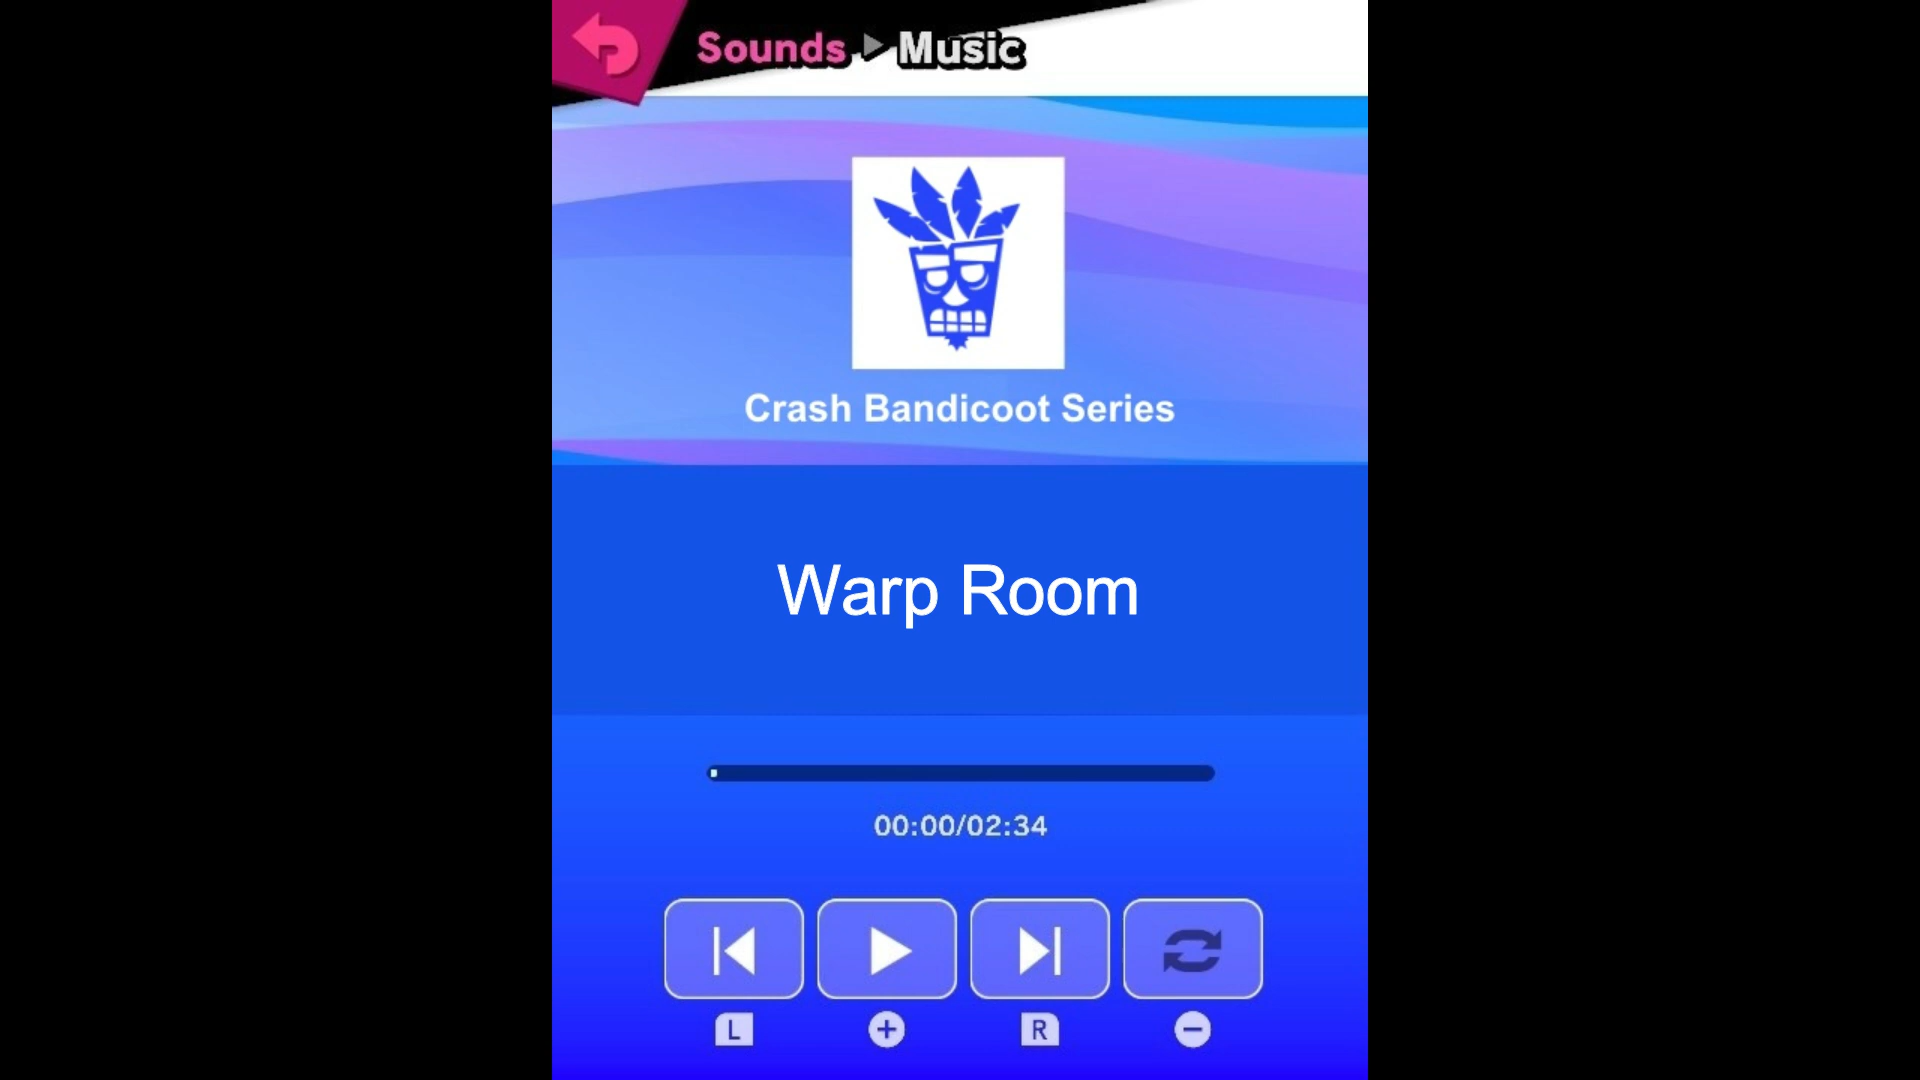 Sounds ▶ Music
Crash Bandicoot Series
Warp Room
00:00/02:34
L + R −